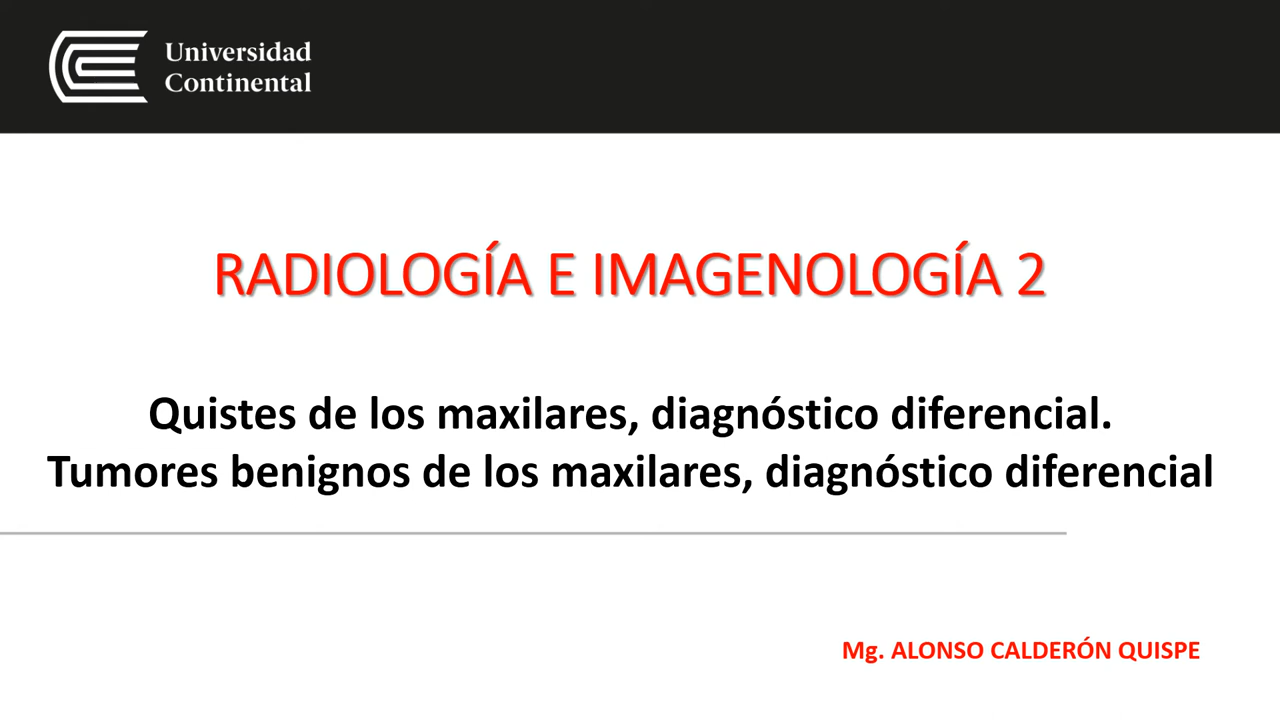 Universidad
Continental
RADIOLOGÍA E IMAGENOLOGÍA 2
Quistes de los maxilares, diagnóstico diferencial.
Tumores benignos de los maxilares, diagnóstico diferencial
Mg. ALONSO CALDERÓN QUISPE